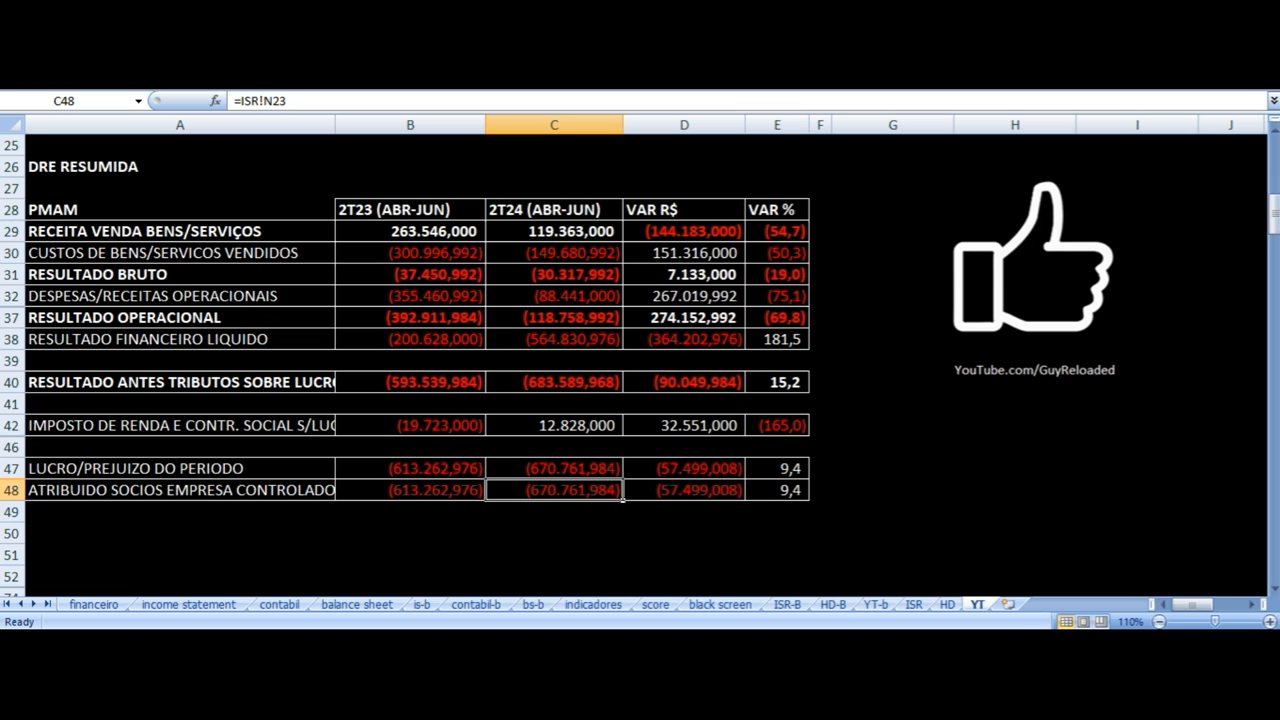 C48 fx =ISR!N23
A B C D E F G H I J
25
26 DRE RESUMIDA
27
28 PMAM 2T23 (ABR-JUN) 2T24 (ABR-JUN) VAR R$ VAR %
29 RECEITA VENDA BENS/SERVIÇOS 263.546,000 119.363,000 (144.183,000) (54,7)
30 CUSTOS DE BENS/SERVICOS VENDIDOS (300.996,992) (149.680,992) 151.316,000 (50,3)
31 RESULTADO BRUTO (37.450,992) (30.317,992) 7.133,000 (19,0)
32 DESPESAS/RECEITAS OPERACIONAIS (355.460,992) (88.441,000) 267.019,992 (75,1)
37 RESULTADO OPERACIONAL (392.911,984) (118.758,992) 274.152,992 (69,8)
38 RESULTADO FINANCEIRO LIQUIDO (200.628,000) (564.830,976) (364.202,976) 181,5
39
40 RESULTADO ANTES TRIBUTOS SOBRE LUCRO (593.539,984) (683.589,968) (90.049,984) 15,2
41
42 IMPOSTO DE RENDA E CONTR. SOCIAL S/LUC (19.723,000) 12.828,000 32.551,000 (165,0)
46
47 LUCRO/PREJUIZO DO PERIODO (613.262,976) (670.761,984) (57.499,008) 9,4
48 ATRIBUIDO SOCIOS EMPRESA CONTROLADO (613.262,976) (670.761,984) (57.499,008) 9,4
49
50
51
52
YouTube.com/GuyReloaded
financeiro income statement contabil balance sheet is-b contabil-b bs-b indicadores score black screen ISR-B HD-B YT-b ISR HD YT
Ready 110%